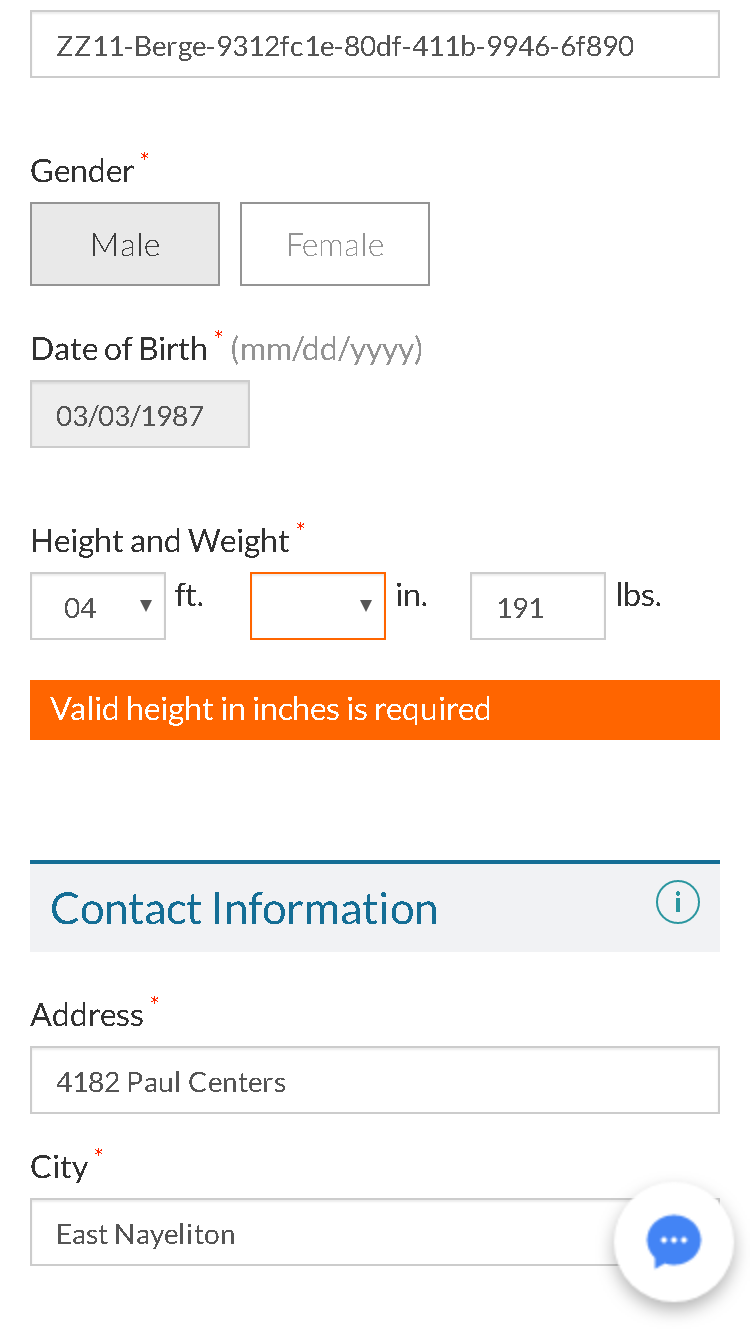 ZZ11-Berge-9312fc1e-80df-411b-9946-6f890
Gender *
Male Female
Date of Birth * (mm/dd/yyyy)
03/03/1987
Height and Weight *
04 ft. in. 191 lbs.
Valid height in inches is required
Contact Information i
Address *
4182 Paul Centers
City *
East Nayeliton